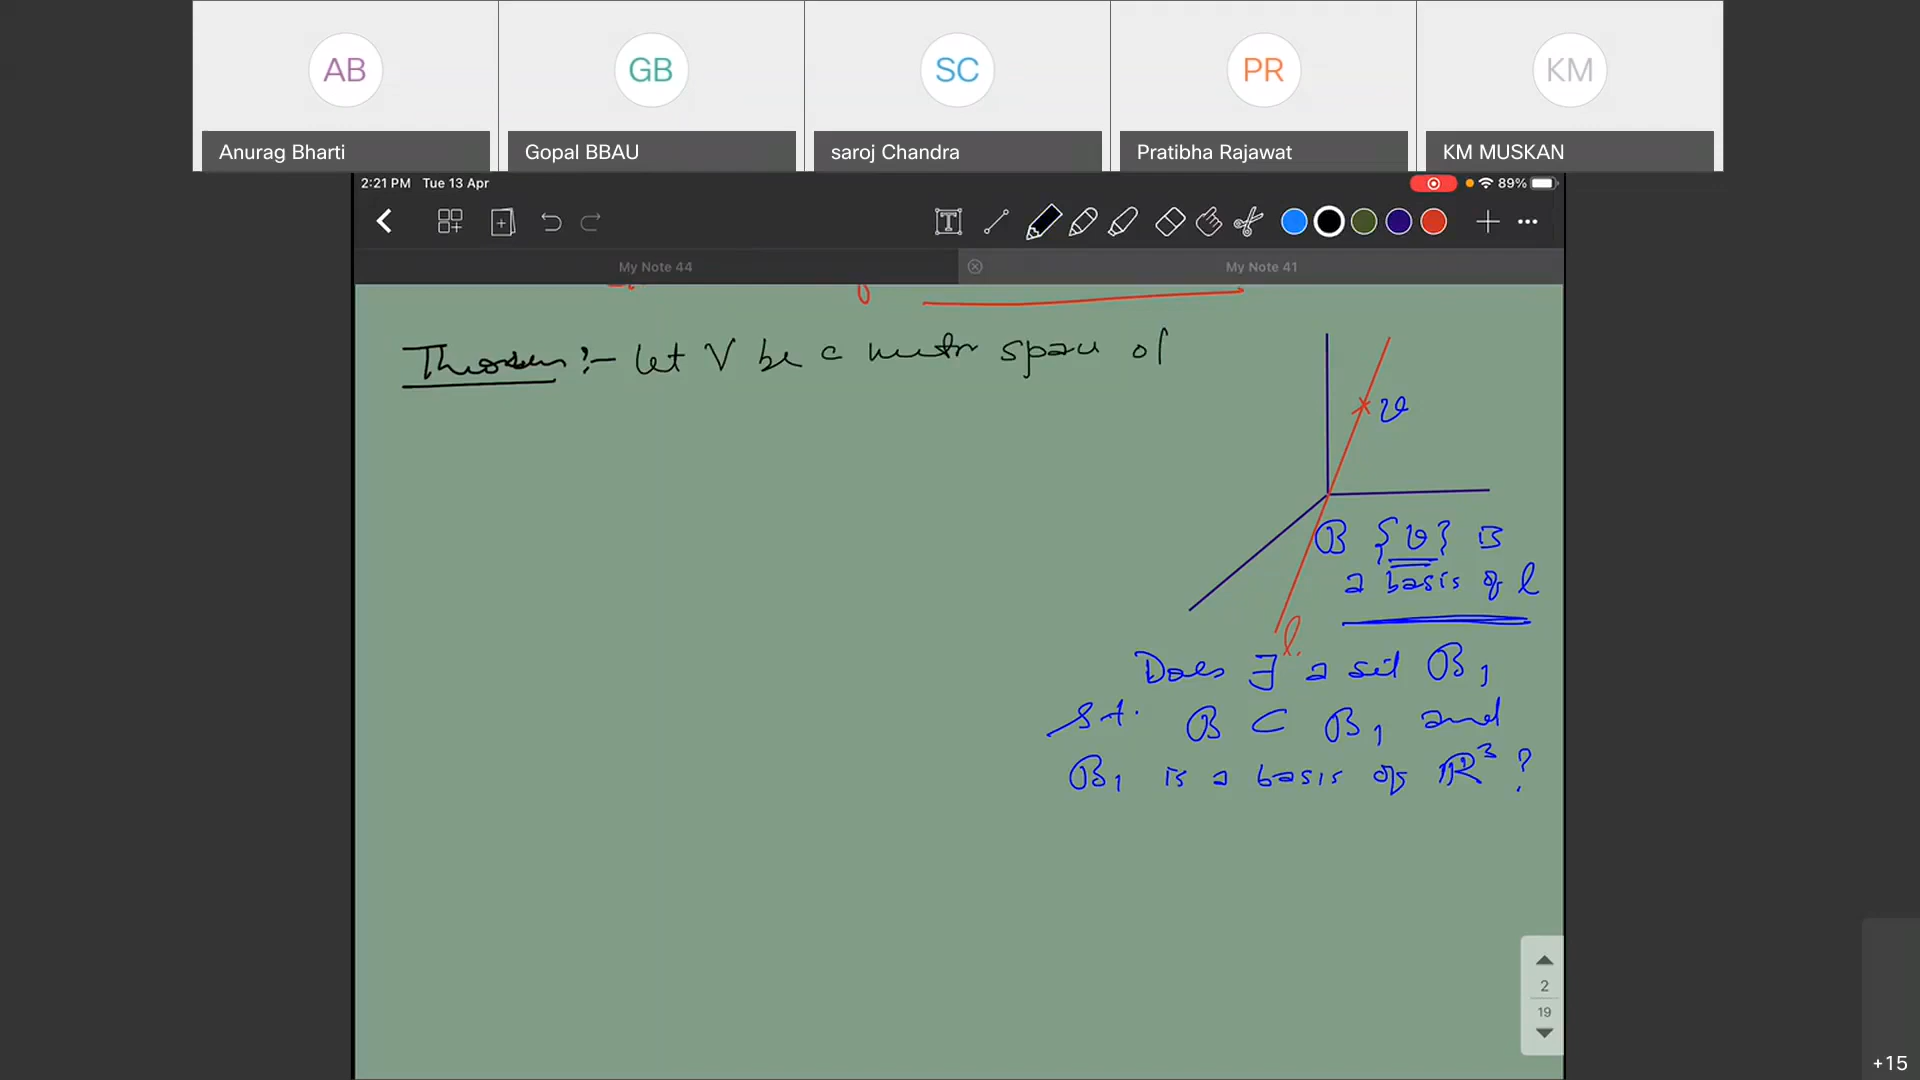 AB
GB
SC
PR
KM
Anurag Bharti
Gopal BBAU
saroj Chandra
Pratibha Rajawat
KM MUSKAN
2:21 PM Tue 13 Apr
89%
My Note 44
My Note 41
Theorem :- Let V be a vector space of
v
B {v} is
a basis of l
l
Does ∃ a set B1
s.t. B ⊂ B1 and
B1 is a basis of R³ ?
2
19
+15